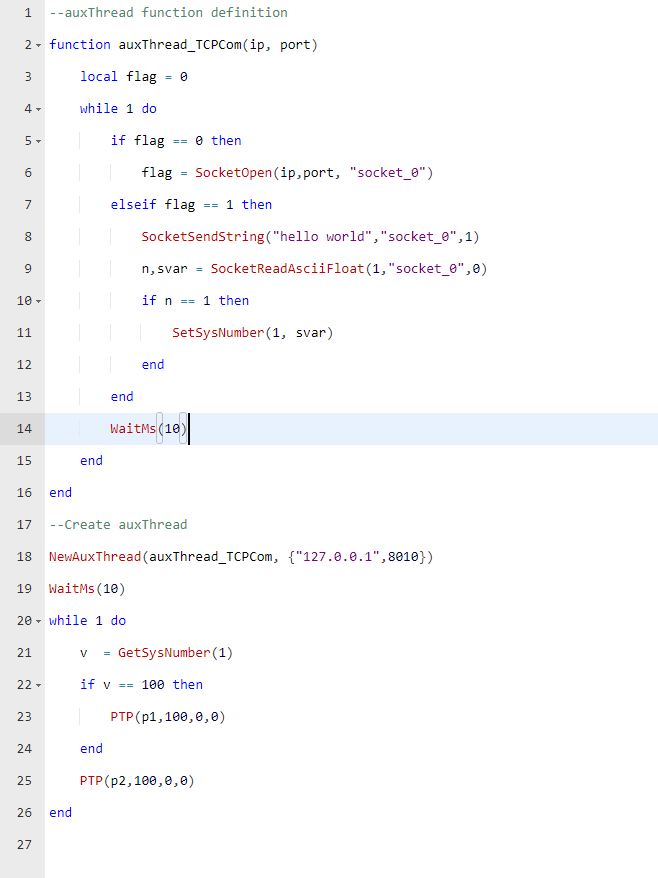 1 --auxThread function definition
2 function auxThread_TCPCom(ip, port)
3 local flag = 0
4 while 1 do
5 if flag == 0 then
6 flag = SocketOpen(ip,port, "socket_0")
7 elseif flag == 1 then
8 SocketSendString("hello world","socket_0",1)
9 n,svar = SocketReadAsciiFloat(1,"socket_0",0)
10 if n == 1 then
11 SetSysNumber(1, svar)
12 end
13 end
14 WaitMs(10)
15 end
16 end
17 --Create auxThread
18 NewAuxThread(auxThread_TCPCom, {"127.0.0.1",8010})
19 WaitMs(10)
20 while 1 do
21 v  = GetSysNumber(1)
22 if v == 100 then
23 PTP(p1,100,0,0)
24 end
25 PTP(p2,100,0,0)
26 end
27